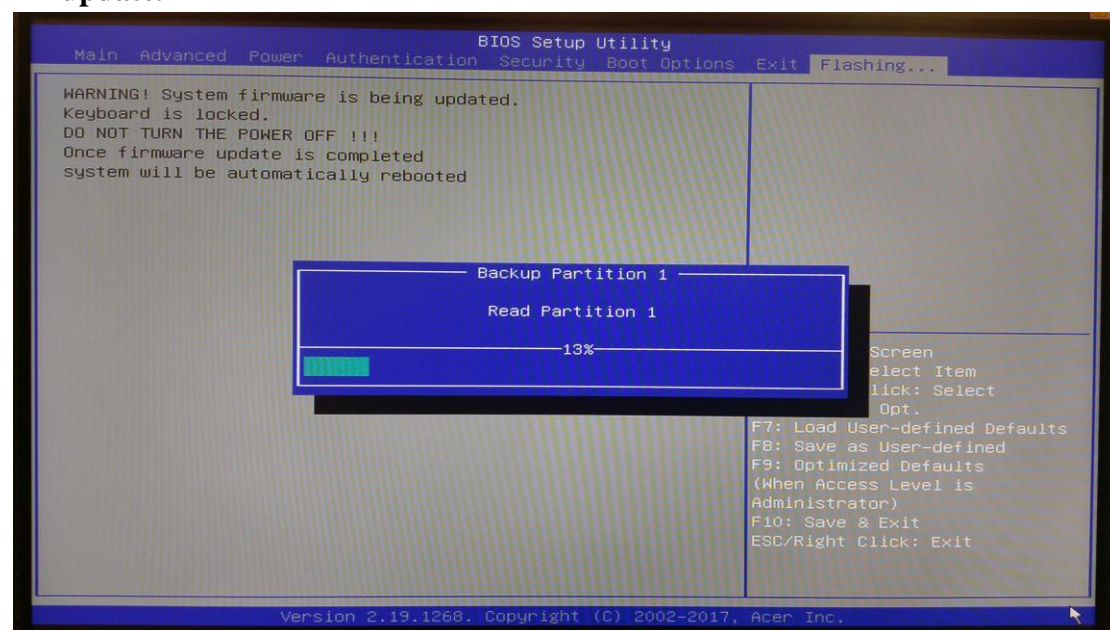 update.
BIOS Setup Utility
Main Advanced Power Authentication Security Boot Options Exit Flashing...
WARNING! System firmware is being updated.
Keyboard is locked.
DO NOT TURN THE POWER OFF !!!
Once firmware update is completed
system will be automatically rebooted
Backup Partition 1
Read Partition 1
13%
Screen
elect Item
lick: Select
Opt.
F7: Load User-defined Defaults
F8: Save as User-defined
F9: Optimized Defaults
(When Access Level is
Administrator)
F10: Save & Exit
ESC/Right Click: Exit
Version 2.19.1268. Copyright (C) 2002-2017, Acer Inc.